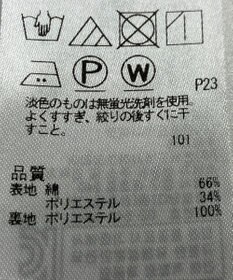 P W
P23
淡色のものは無蛍光洗剤を使用
よくすすぎ、絞りの後すぐに干
すこと。
101
品質
表地 綿 66%
ポリエステル 34%
裏地 ポリエステル 100%